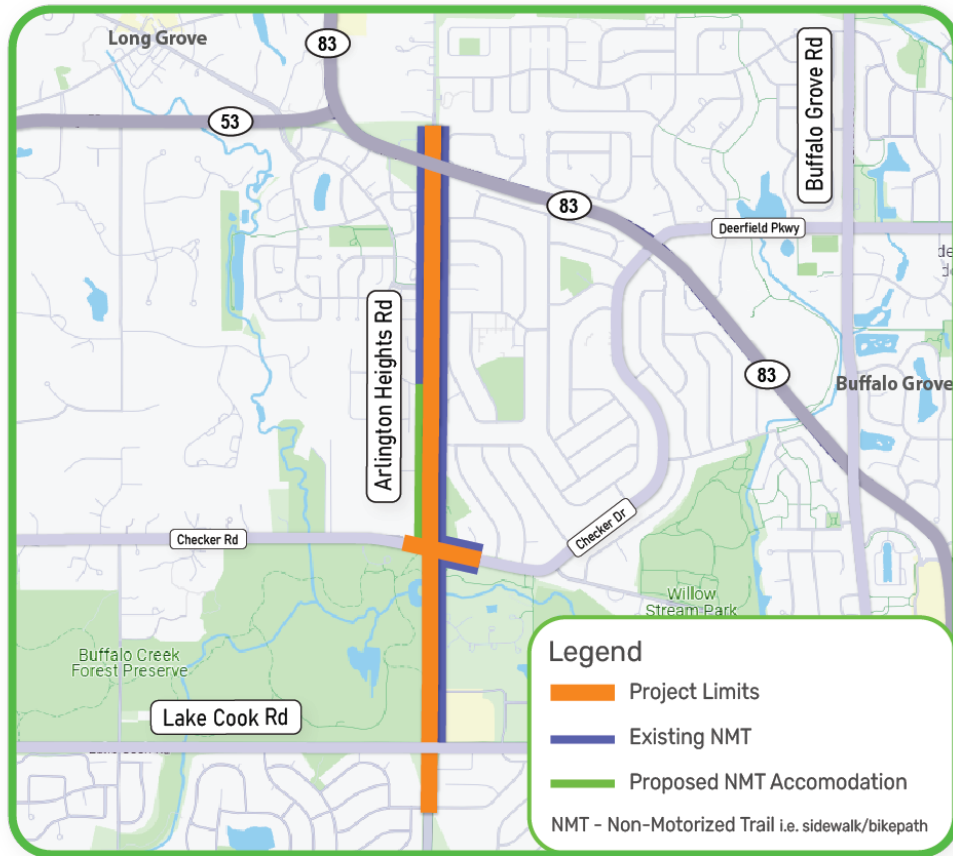 Long Grove
83
53
Buffalo Grove Rd
83
Deerfield Pkwy
Arlington Heights Rd
83
Buffalo Grove
Checker Rd
Checker Dr
Willow
Stream Park
Buffalo Creek
Forest Preserve
Lake Cook Rd
Legend
Project Limits
Existing NMT
Proposed NMT Accomodation
NMT - Non-Motorized Trail i.e. sidewalk/bikepath